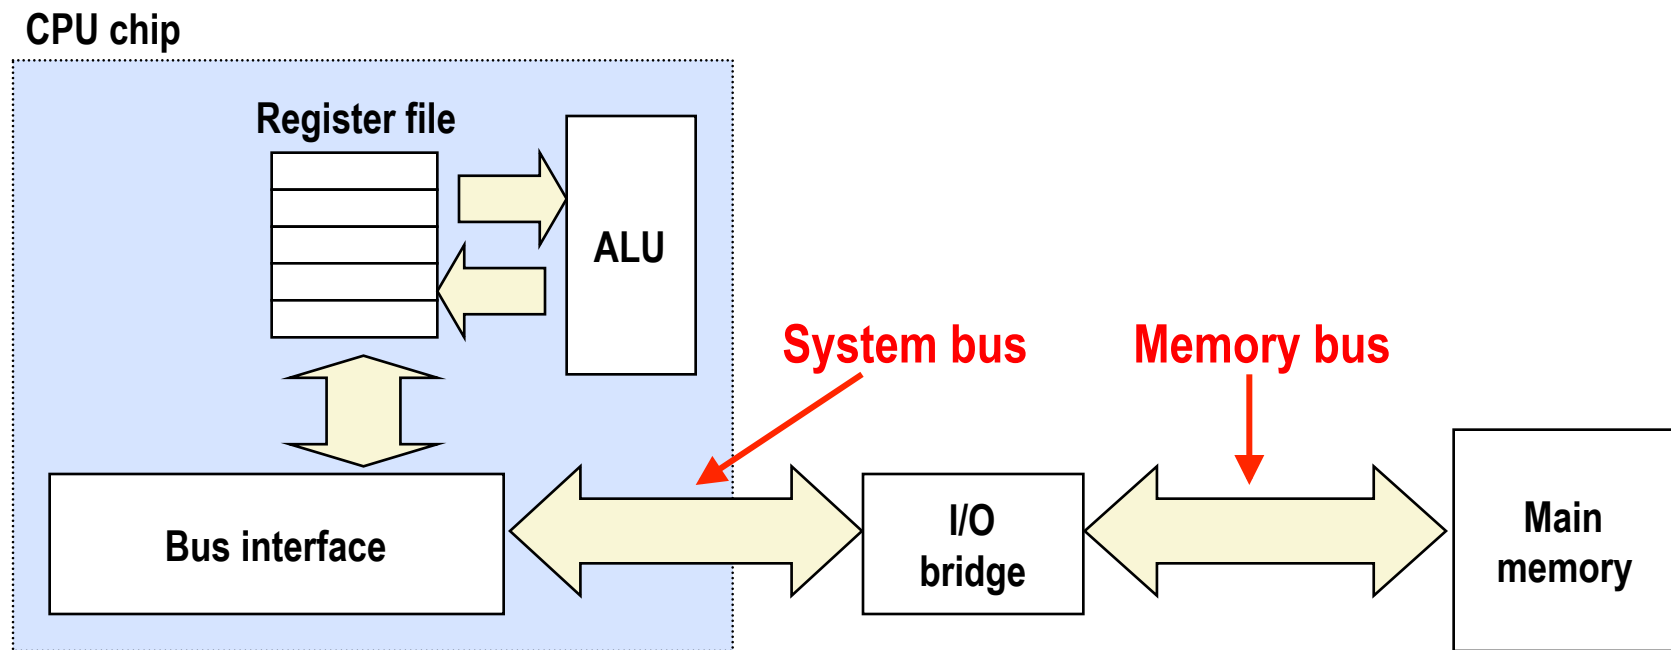 CPU chip
Register file
ALU
System bus
Memory bus
Bus interface
I/O
bridge
Main
memory